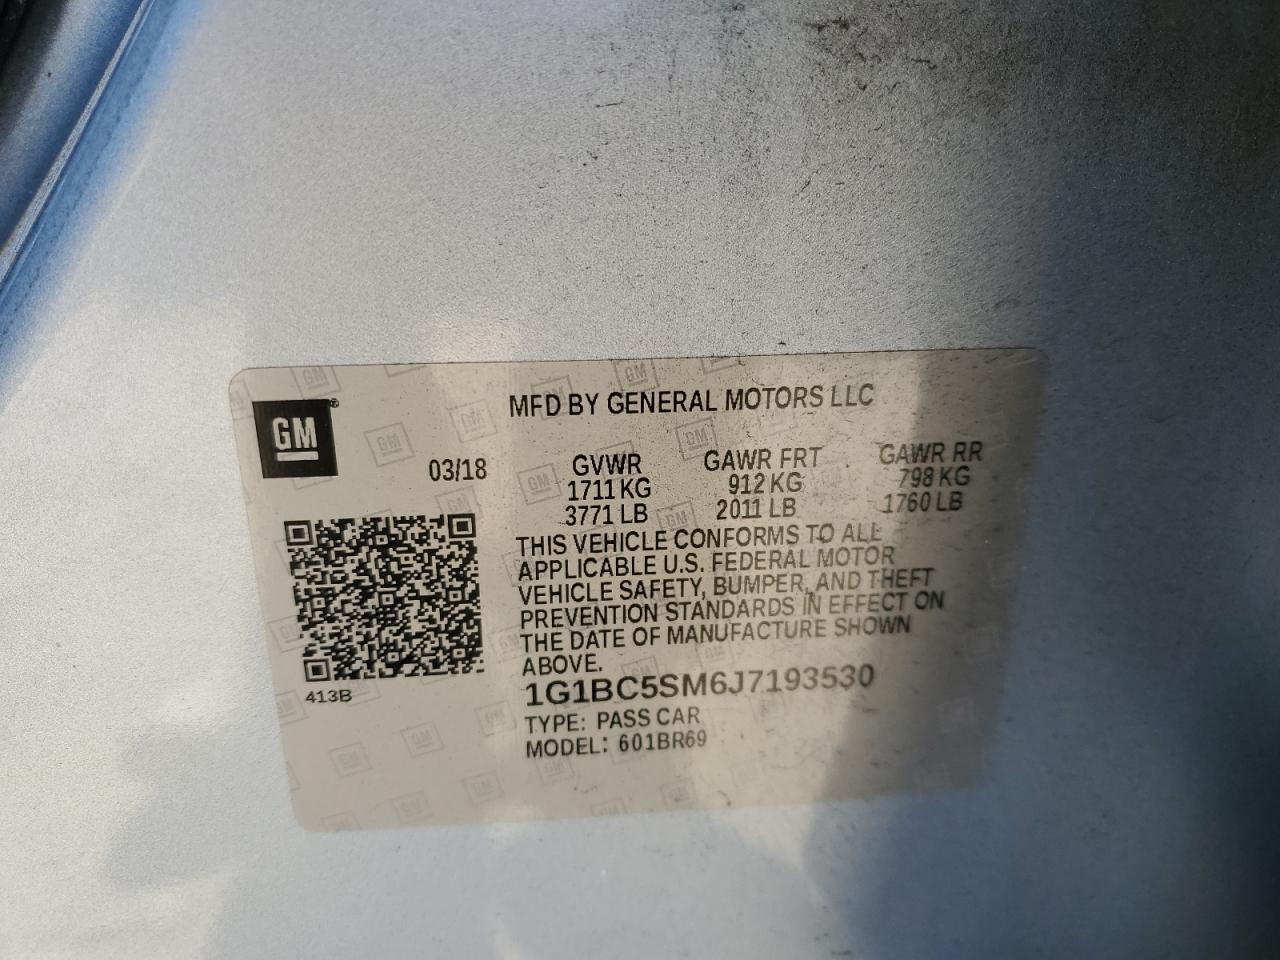 GM
MFD BY GENERAL MOTORS LLC
03/18
GVWR GAWR FRT GAWR RR
1711 KG 912 KG 798 KG
3771 LB 2011 LB 1760 LB
THIS VEHICLE CONFORMS TO ALL
APPLICABLE U.S. FEDERAL MOTOR
VEHICLE SAFETY, BUMPER, AND THEFT
PREVENTION STANDARDS IN EFFECT ON
THE DATE OF MANUFACTURE SHOWN
ABOVE.
413B
1G1BC5SM6J7193530
TYPE: PASS CAR
MODEL: 601BR69